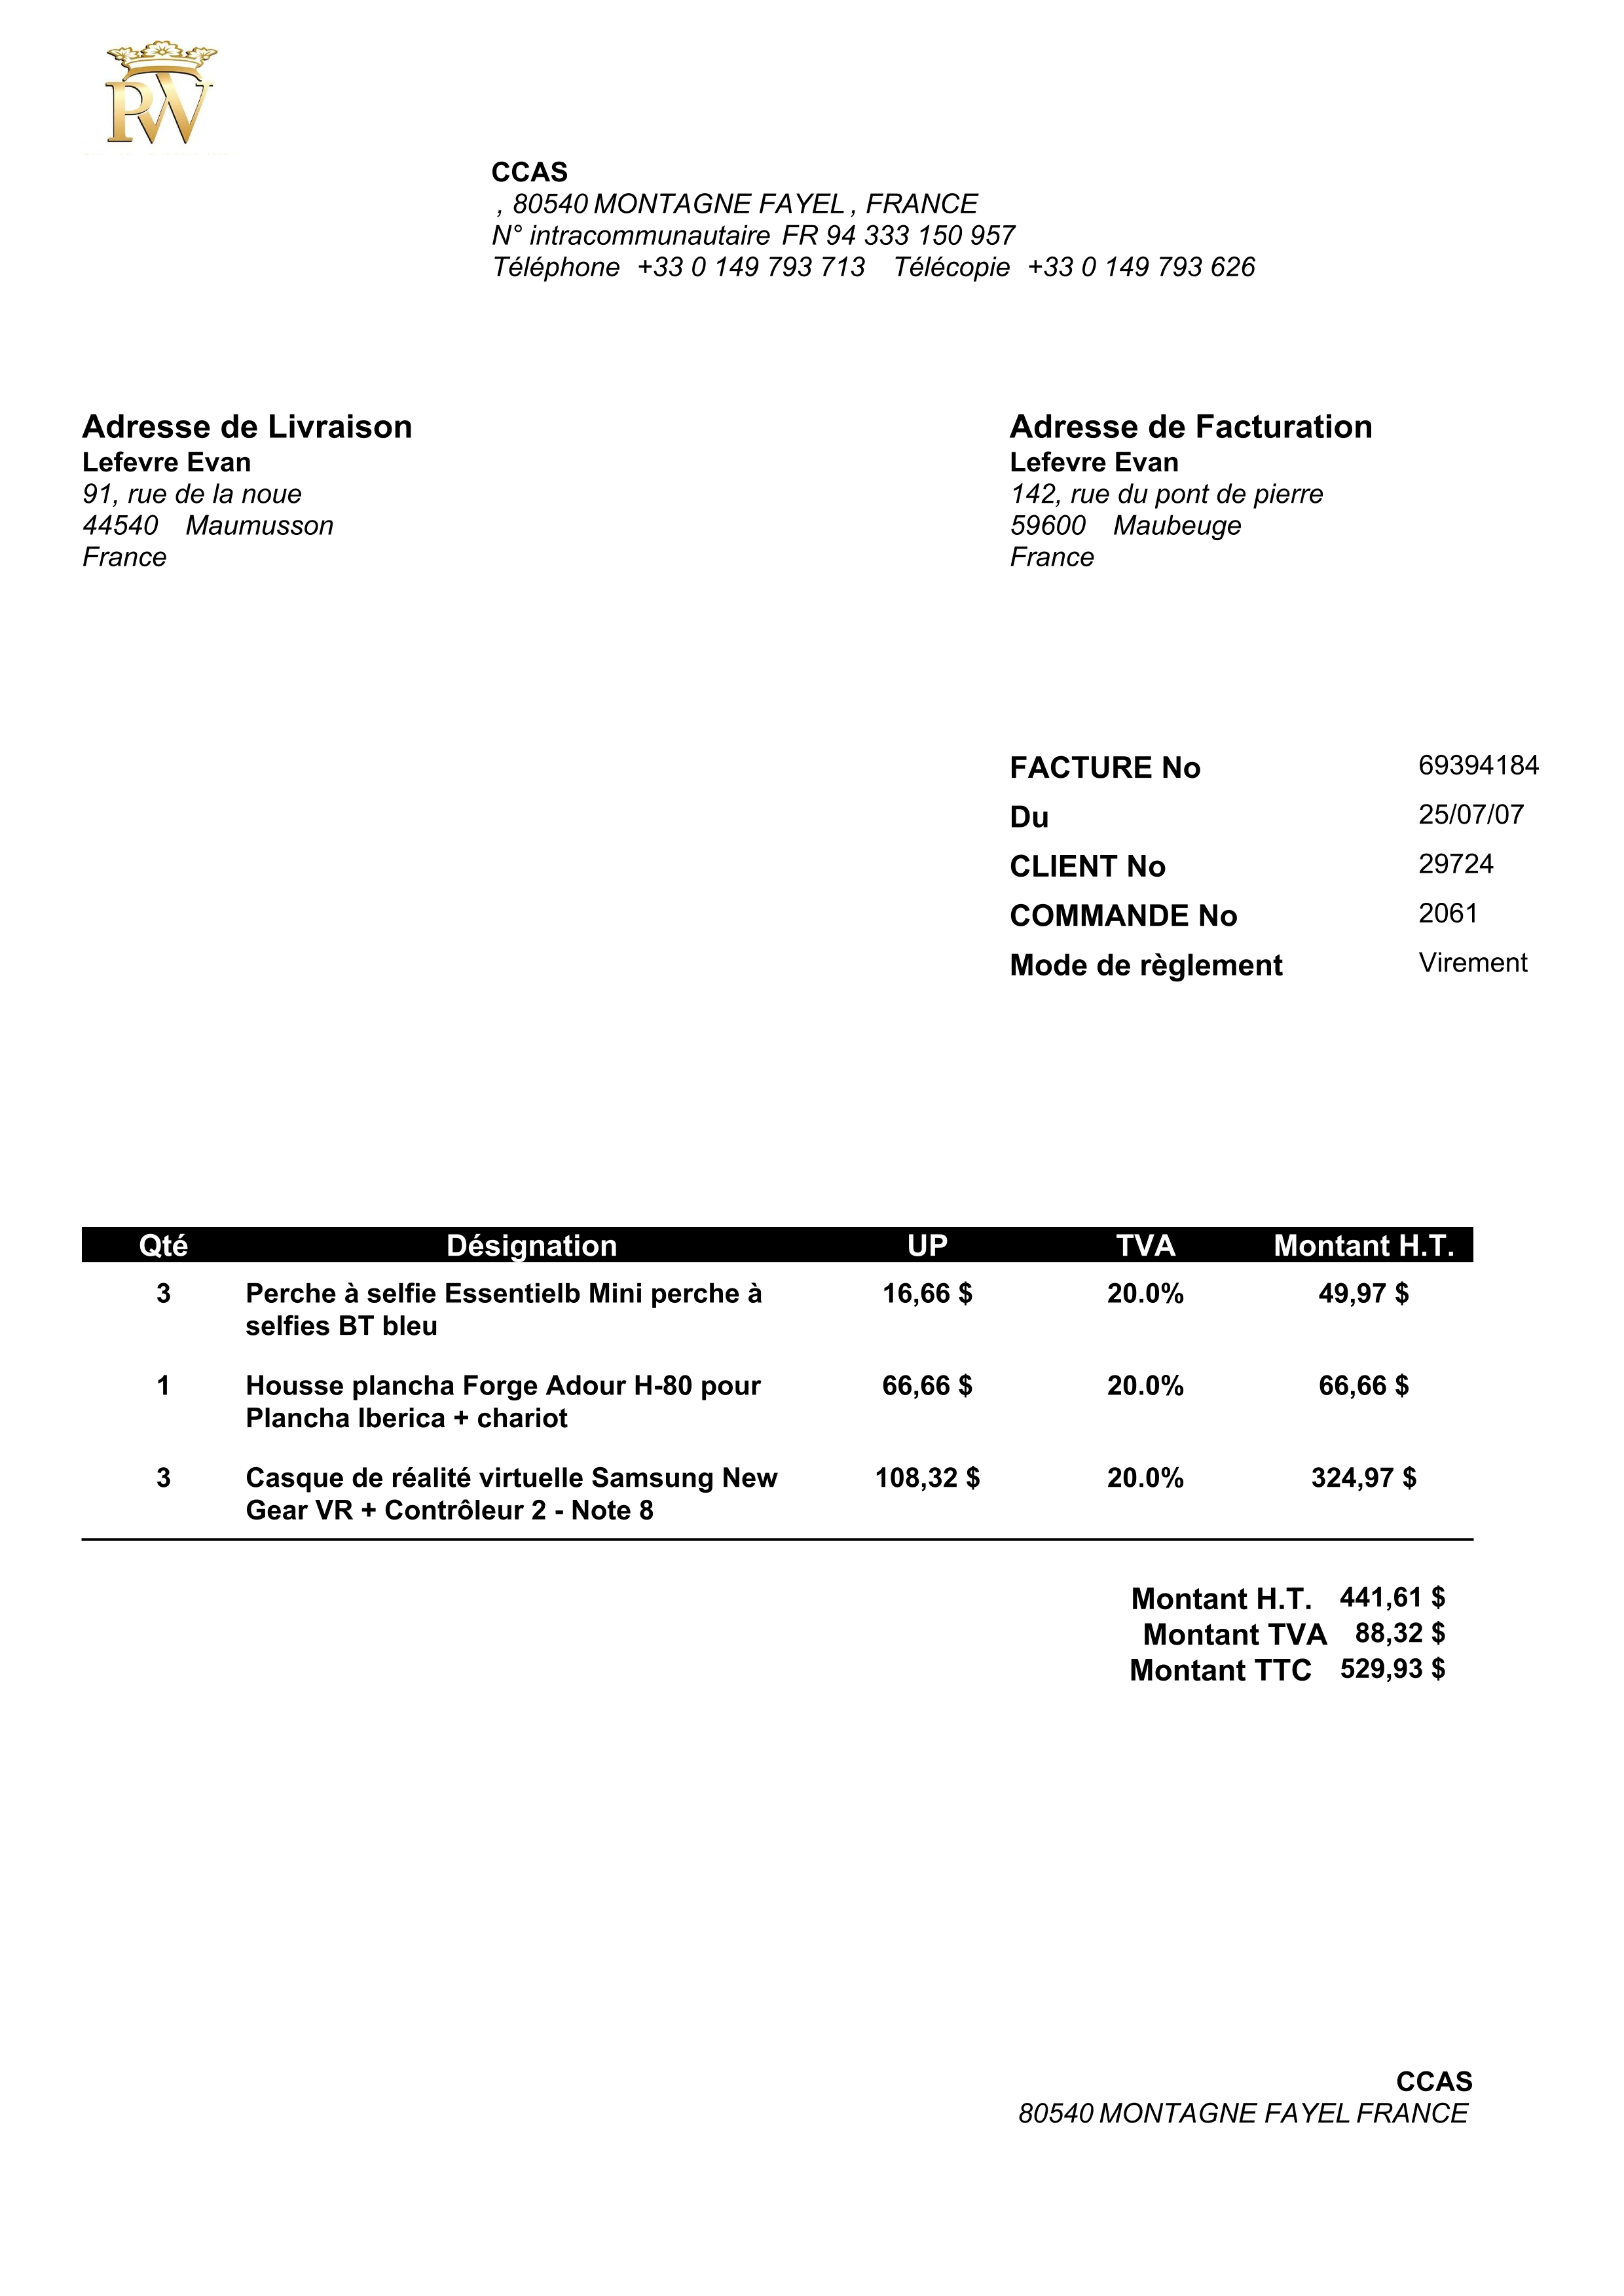 RW
CCAS
, 80540 MONTAGNE FAYEL , FRANCE
N° intracommunautaire FR 94 333 150 957
Téléphone +33 0 149 793 713 Télécopie +33 0 149 793 626
Adresse de Livraison
Lefevre Evan
91, rue de la noue
44540 Maumusson
France
Adresse de Facturation
Lefevre Evan
142, rue du pont de pierre
59600 Maubeuge
France
FACTURE No 69394184
Du 25/07/07
CLIENT No 29724
COMMANDE No 2061
Mode de règlement Virement
Qté Désignation UP TVA Montant H.T.
3 Perche à selfie Essentielb Mini perche à 16,66 $ 20.0% 49,97 $
selfies BT bleu
1 Housse plancha Forge Adour H-80 pour 66,66 $ 20.0% 66,66 $
Plancha Iberica + chariot
3 Casque de réalité virtuelle Samsung New 108,32 $ 20.0% 324,97 $
Gear VR + Contrôleur 2 - Note 8
Montant H.T. 441,61 $
Montant TVA 88,32 $
Montant TTC 529,93 $
CCAS
80540 MONTAGNE FAYEL FRANCE